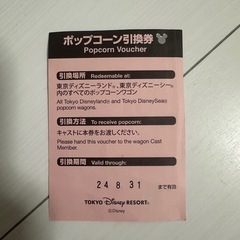 ポップコーン引換券
Popcorn Voucher
引換場所 Redeemable at:
東京ディズニーランド®、東京ディズニーシー®
内のすべてのポップコーンワゴン
All Tokyo Disneyland® and Tokyo DisneySea®
popcorn wagons.
引換方法 To receive popcorn:
キャストに本券をお渡しください。
Please hand this voucher to the wagon Cast
Member.
引換期間 Valid through:
24 8 31 まで有効
TOKYO Disney RESORT®
©Disney